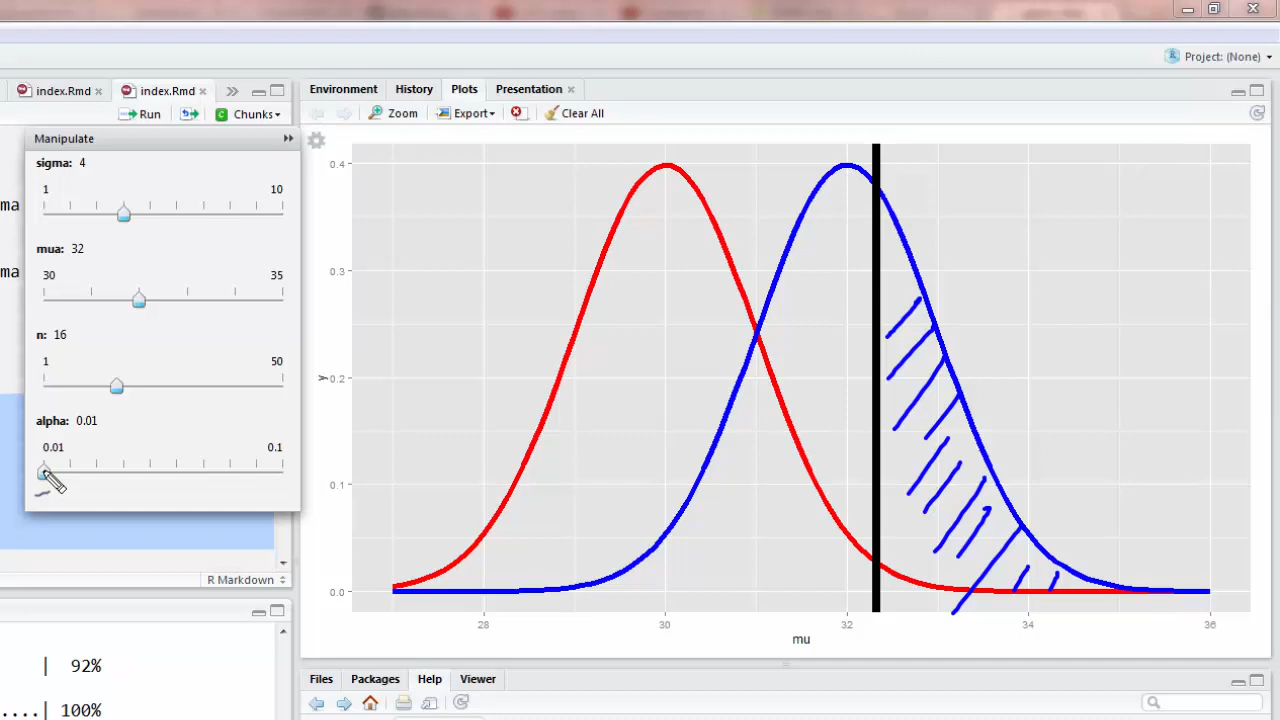 Project: (None)
index.Rmd
index.Rmd
Environment History Plots Presentation
Run Chunks
Zoom Export Clear All
Manipulate
sigma: 4
1 10
ma
mua: 32
30 35
ma
n: 16
1 50
alpha: 0.01
0.01 0.1
0.4
0.3
0.2
0.1
0.0
y
28 30 32 34 36
mu
R Markdown
Files Packages Help Viewer
| 92%
....| 100%